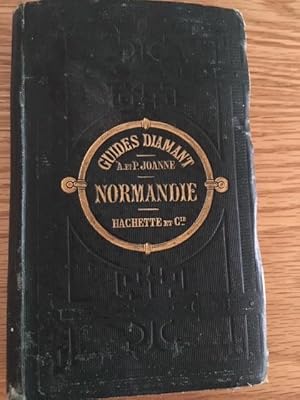 GUIDES DIAMANT
A. ET P. JOANNE
NORMANDIE
HACHETTE ET CIE